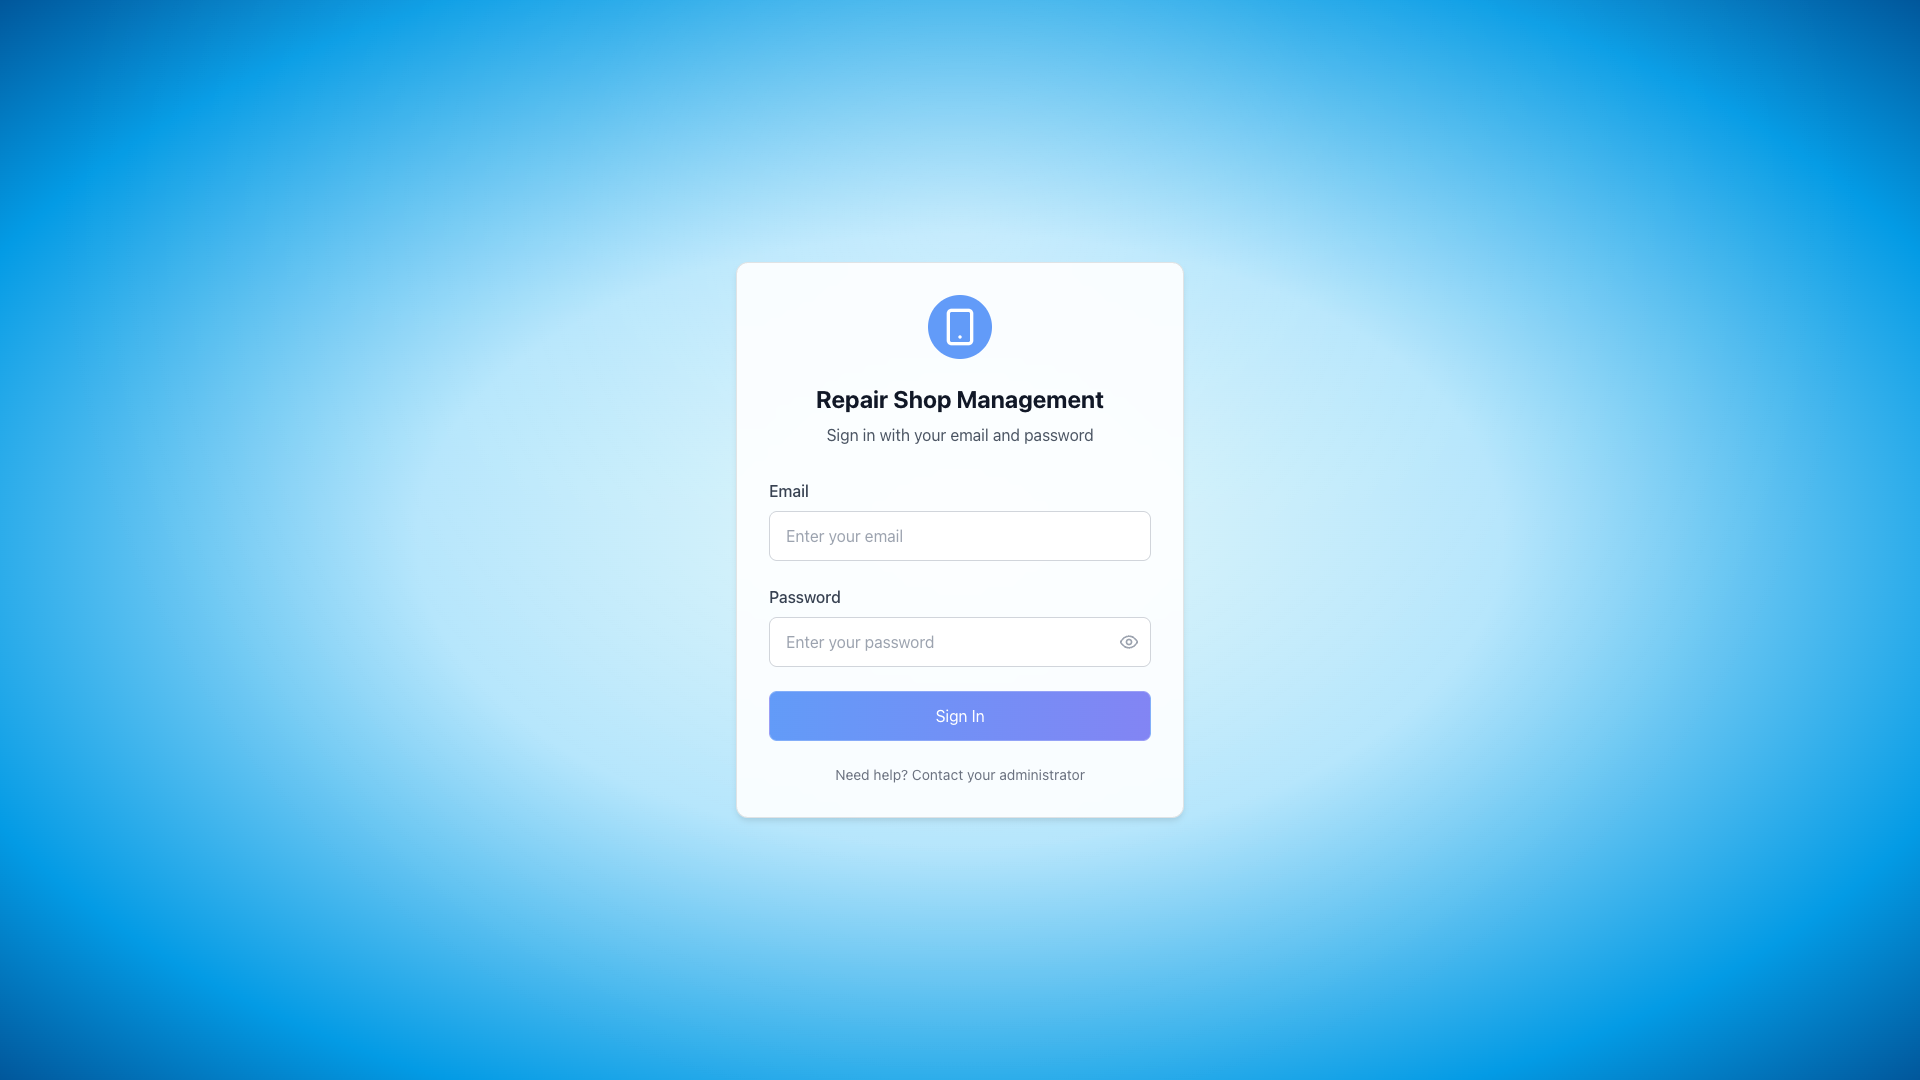 Repair Shop Management
Sign in with your email and password
Email
Enter your email
Password
Enter your password
Sign In
Need help? Contact your administrator